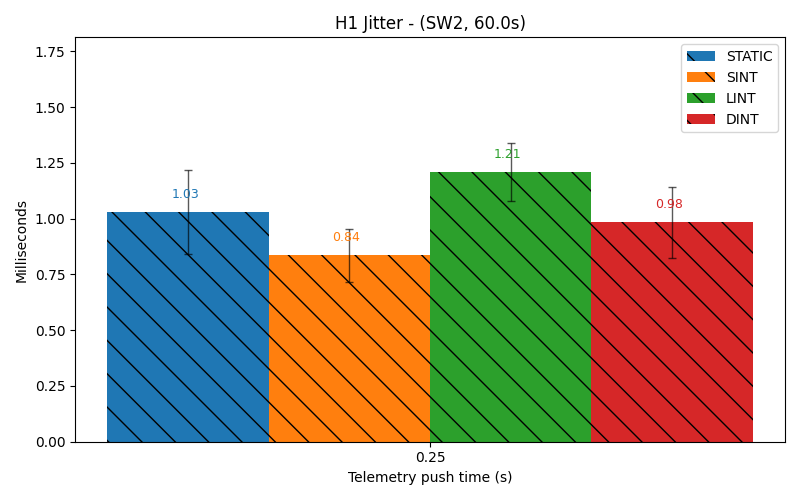 H1 Jitter - (SW2, 60.0s)
1.75
1.50
1.25
1.00
0.75
0.50
0.25
0.00
Milliseconds
1.03
0.84
1.21
0.98
STATIC
SINT
LINT
DINT
0.25
Telemetry push time (s)